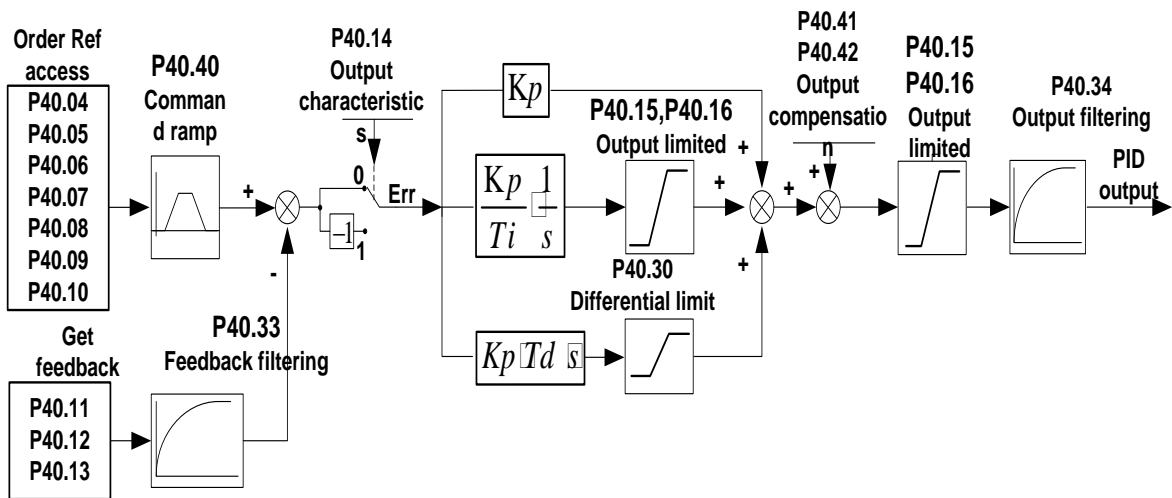 Order Ref
access
P40.04
P40.05
P40.06
P40.07
P40.08
P40.09
P40.10
Get
feedback
P40.11
P40.12
P40.13
P40.40
Comman
d ramp
P40.33
Feedback filtering
+
-
P40.14
Output
characteristic
s
0
-1
1
Err
Kp
Kp 1
Ti s
Kp Td s
P40.15,P40.16
Output limited
P40.30
Differential limit
+
+
+
+
P40.41
P40.42
Output
compensatio
n
+
P40.15
P40.16
Output
limited
P40.34
Output filtering
PID
output